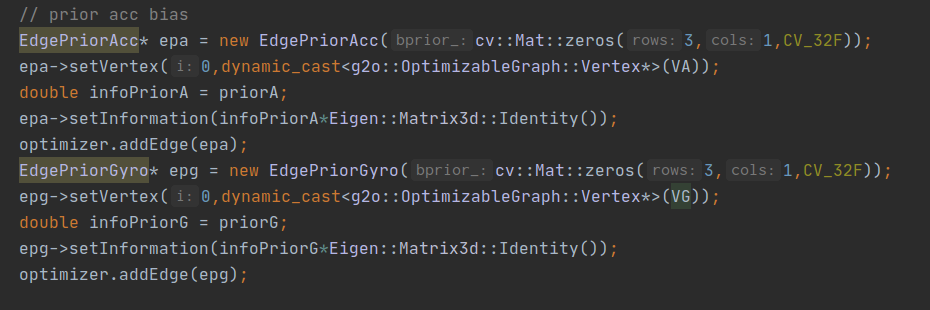 // prior acc bias
EdgePriorAcc* epa = new EdgePriorAcc( bprior_: cv::Mat::zeros( rows: 3, cols: 1,CV_32F));
epa->setVertex( i: 0,dynamic_cast<g2o::OptimizableGraph::Vertex*>(VA));
double infoPriorA = priorA;
epa->setInformation(infoPriorA*Eigen::Matrix3d::Identity());
optimizer.addEdge(epa);
EdgePriorGyro* epg = new EdgePriorGyro( bprior_: cv::Mat::zeros( rows: 3, cols: 1,CV_32F));
epg->setVertex( i: 0,dynamic_cast<g2o::OptimizableGraph::Vertex*>(VG));
double infoPriorG = priorG;
epg->setInformation(infoPriorG*Eigen::Matrix3d::Identity());
optimizer.addEdge(epg);